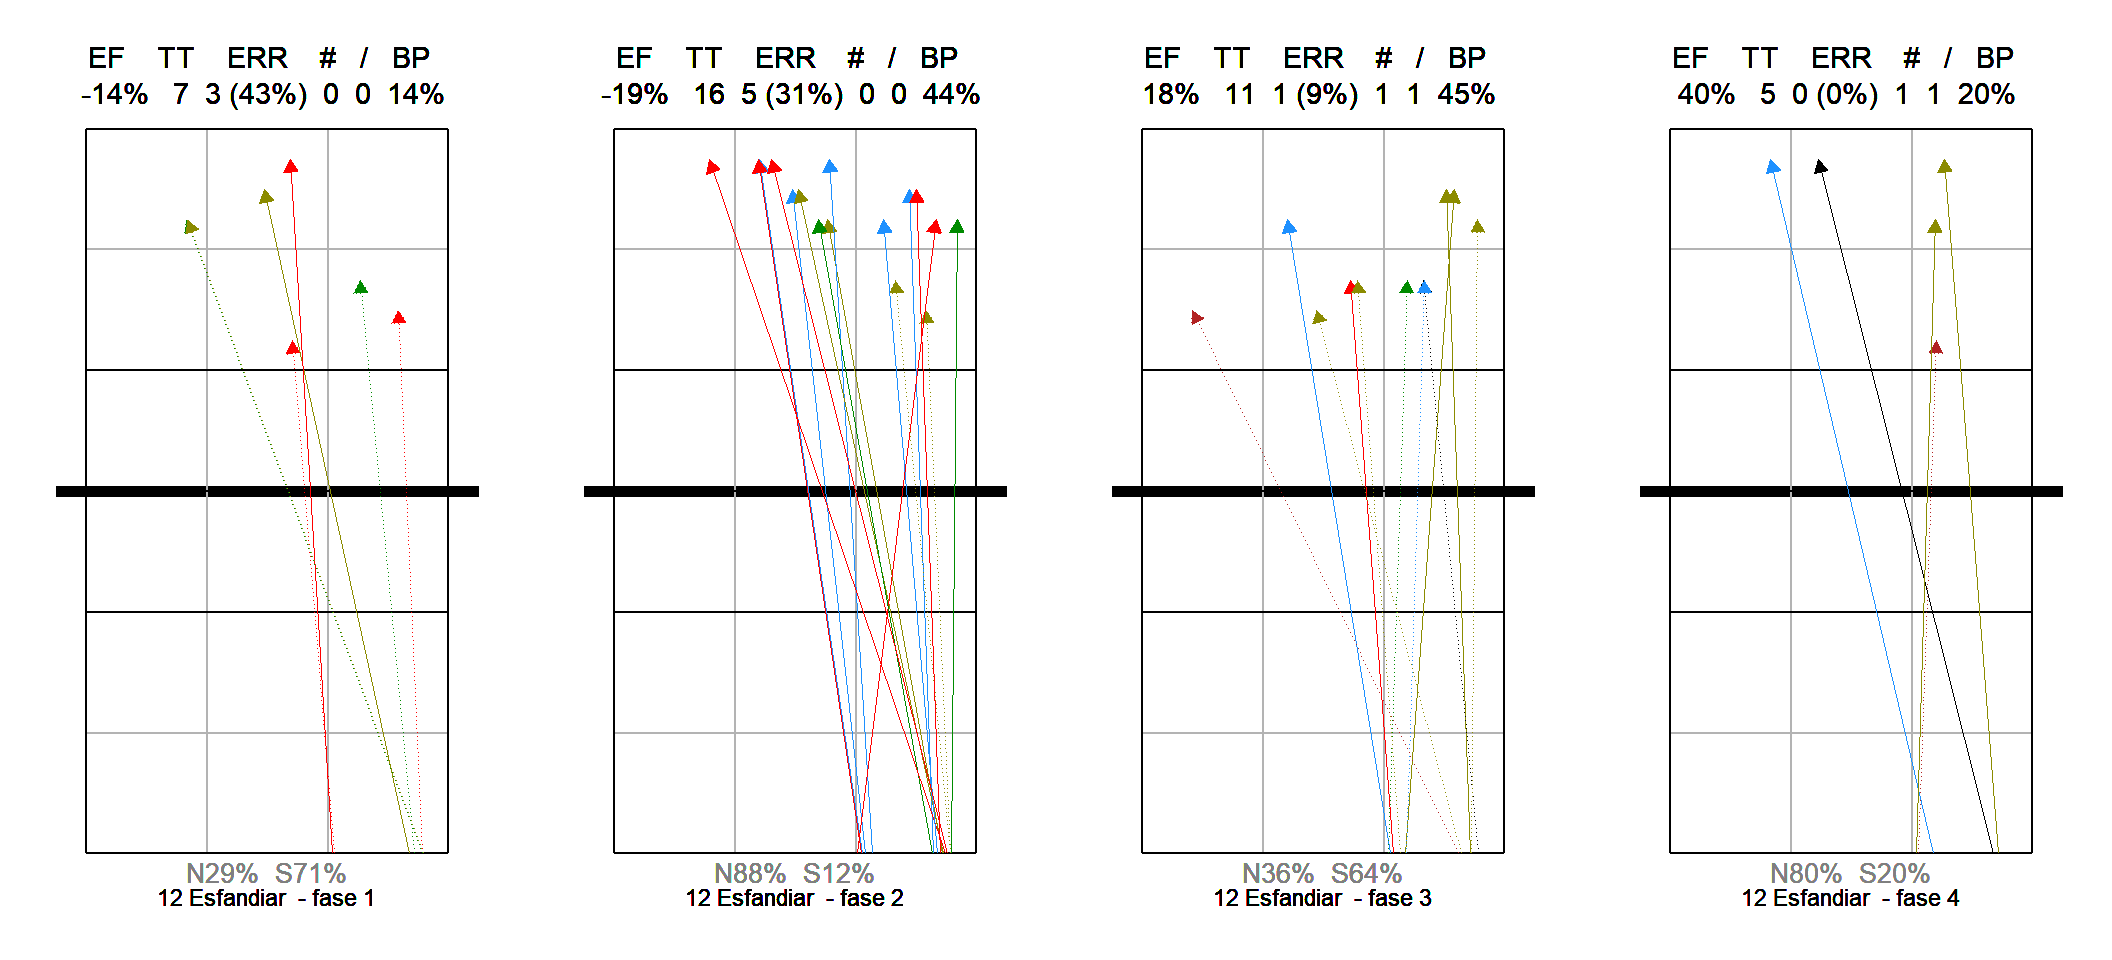 EF TT ERR # / BP
-14% 7 3 (43%) 0 0 14%
N29% S71%
12 Esfandiar - fase 1
EF TT ERR # / BP
-19% 16 5 (31%) 0 0 44%
N88% S12%
12 Esfandiar - fase 2
EF TT ERR # / BP
18% 11 1 (9%) 1 1 45%
N36% S64%
12 Esfandiar - fase 3
EF TT ERR # / BP
40% 5 0 (0%) 1 1 20%
N80% S20%
12 Esfandiar - fase 4